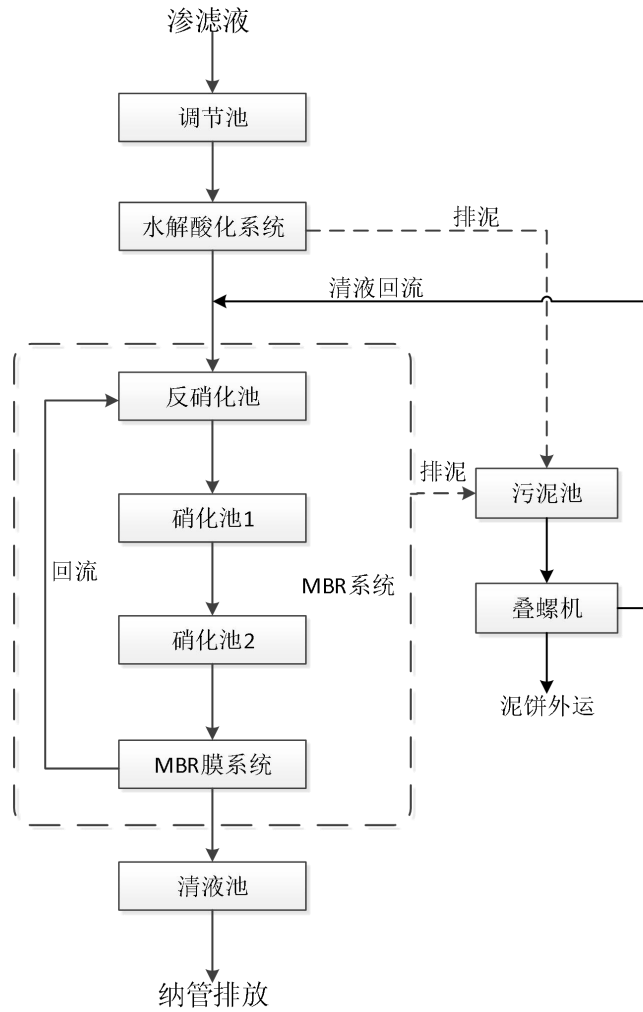 渗滤液
调节池
水解酸化系统
排泥
清液回流
反硝化池
排泥
污泥池
硝化池1
回流
MBR系统
叠螺机
硝化池2
泥饼外运
MBR膜系统
清液池
纳管排放